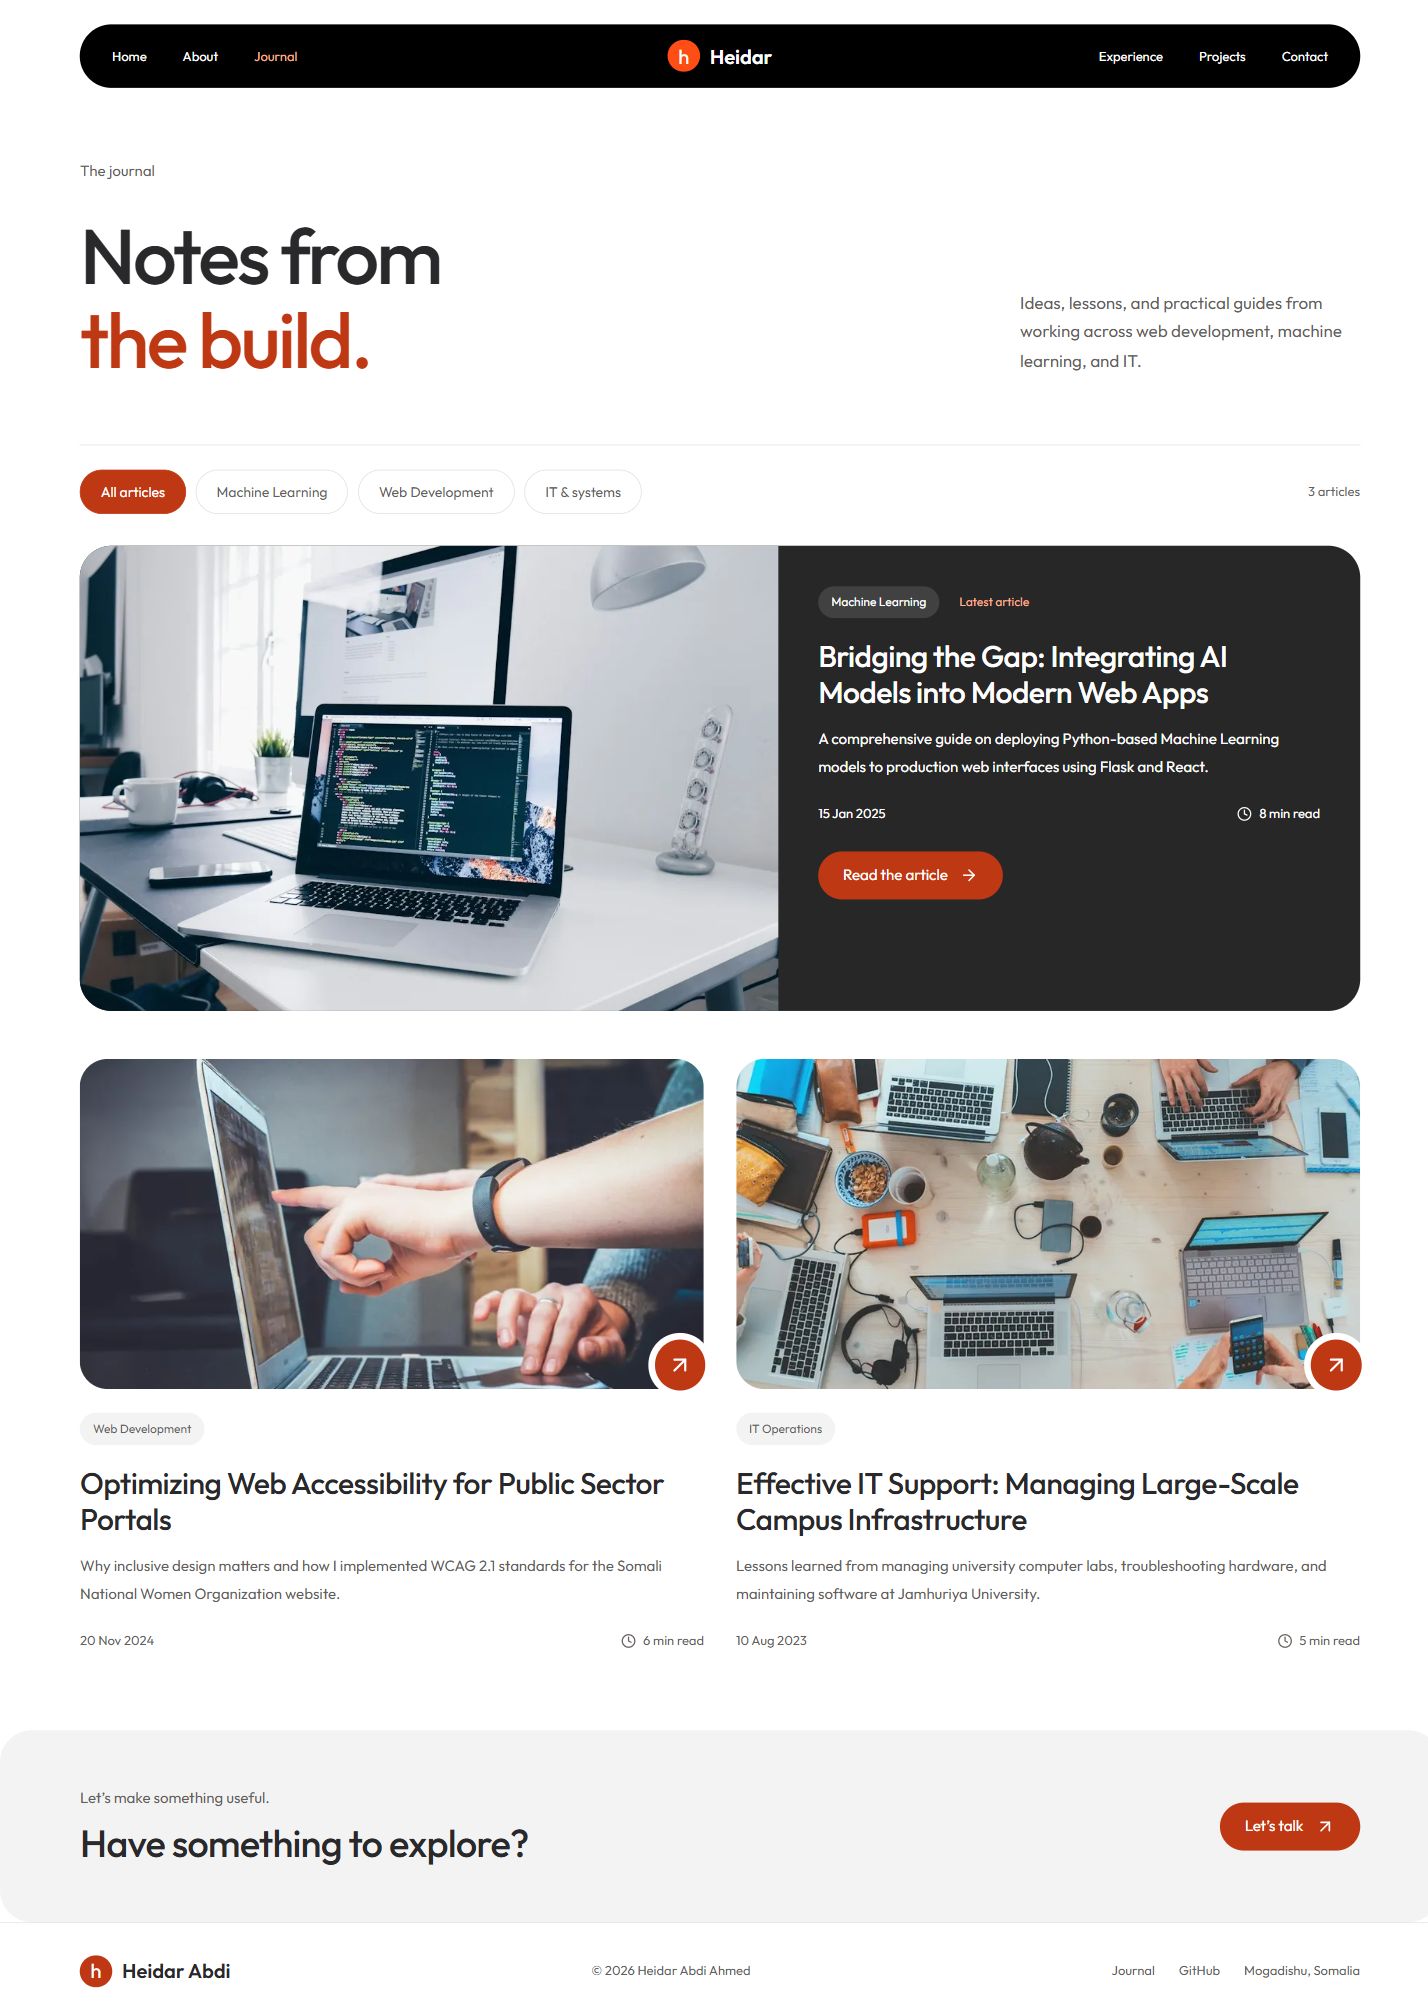 Home About Journal h Heidar Experience Projects Contact
The journal
Notes from
the build.
Ideas, lessons, and practical guides from
working across web development, machine
learning, and IT.
All articles Machine Learning Web Development IT & systems 3 articles
Machine Learning Latest article
Bridging the Gap: Integrating AI
Models into Modern Web Apps
A comprehensive guide on deploying Python-based Machine Learning
models to production web interfaces using Flask and React.
15 Jan 2025 8 min read
Read the article
Web Development
Optimizing Web Accessibility for Public Sector
Portals
Why inclusive design matters and how I implemented WCAG 2.1 standards for the Somali
National Women Organization website.
20 Nov 2024 6 min read
IT Operations
Effective IT Support: Managing Large-Scale
Campus Infrastructure
Lessons learned from managing university computer labs, troubleshooting hardware, and
maintaining software at Jamhuriya University.
10 Aug 2023 5 min read
Let's make something useful.
Have something to explore?
Let's talk
h Heidar Abdi © 2026 Heidar Abdi Ahmed Journal GitHub Mogadishu, Somalia